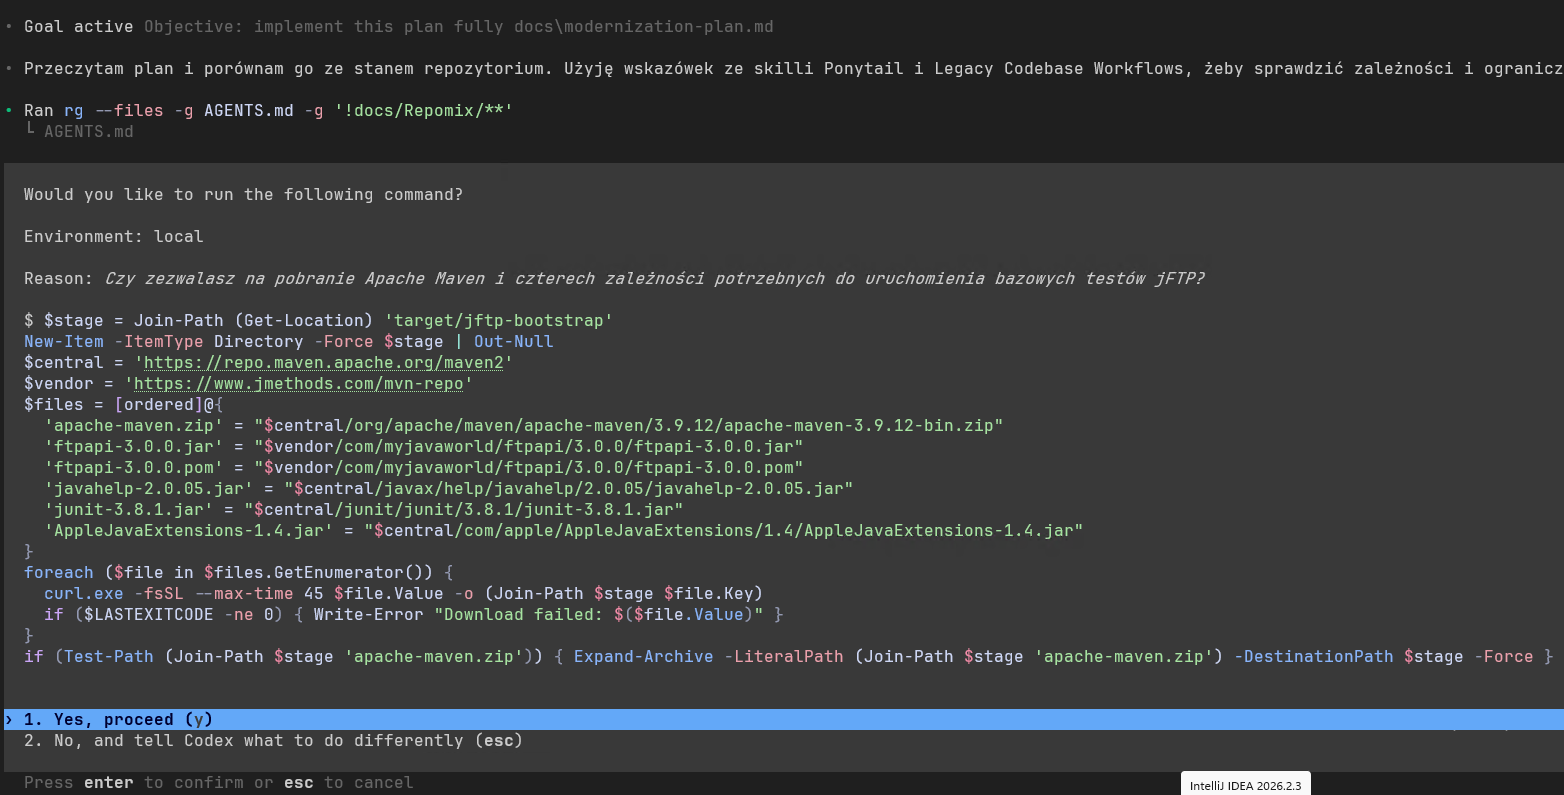 • Goal active Objective: implement this plan fully docs\modernization-plan.md
• Przeczytam plan i porównam go ze stanem repozytorium. Użyję wskazówek ze skilli Ponytail i Legacy Codebase Workflows, żeby sprawdzić zależności i ogranicz
• Ran rg --files -g AGENTS.md -g '!docs/Repomix/**'
└ AGENTS.md
Would you like to run the following command?
Environment: local
Reason: Czy zezwalasz na pobranie Apache Maven i czterech zależności potrzebnych do uruchomienia bazowych testów jFTP?
$ $stage = Join-Path (Get-Location) 'target/jftp-bootstrap'
New-Item -ItemType Directory -Force $stage | Out-Null
$central = 'https://repo.maven.apache.org/maven2'
$vendor = 'https://www.jmethods.com/mvn-repo'
$files = [ordered]@{
'apache-maven.zip' = "$central/org/apache/maven/apache-maven/3.9.12/apache-maven-3.9.12-bin.zip"
'ftpapi-3.0.0.jar' = "$vendor/com/myjavaworld/ftpapi/3.0.0/ftpapi-3.0.0.jar"
'ftpapi-3.0.0.pom' = "$vendor/com/myjavaworld/ftpapi/3.0.0/ftpapi-3.0.0.pom"
'javahelp-2.0.05.jar' = "$central/javax/help/javahelp/2.0.05/javahelp-2.0.05.jar"
'junit-3.8.1.jar' = "$central/junit/junit/3.8.1/junit-3.8.1.jar"
'AppleJavaExtensions-1.4.jar' = "$central/com/apple/AppleJavaExtensions/1.4/AppleJavaExtensions-1.4.jar"
}
foreach ($file in $files.GetEnumerator()) {
curl.exe -fsSL --max-time 45 $file.Value -o (Join-Path $stage $file.Key)
if ($LASTEXITCODE -ne 0) { Write-Error "Download failed: $($file.Value)" }
}
if (Test-Path (Join-Path $stage 'apache-maven.zip')) { Expand-Archive -LiteralPath (Join-Path $stage 'apache-maven.zip') -DestinationPath $stage -Force }
› 1. Yes, proceed (y)
2. No, and tell Codex what to do differently (esc)
Press enter to confirm or esc to cancel
IntelliJ IDEA 2026.2.3